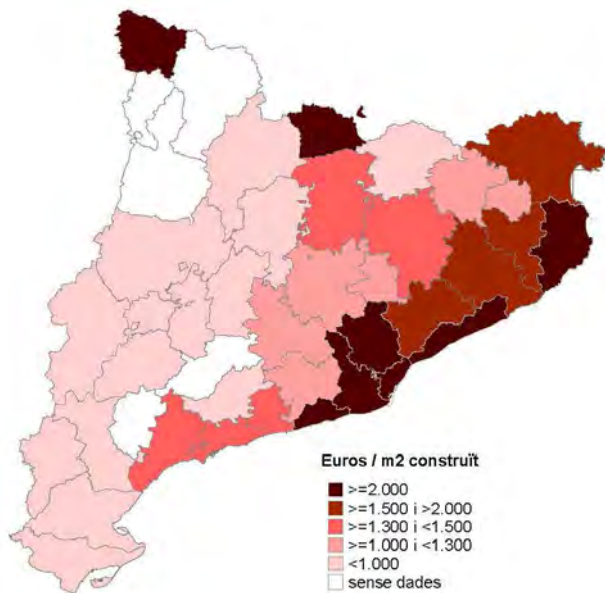 Euros / m2 construït
>=2.000
>=1.500 i >2.000
>=1.300 i <1.500
>=1.000 i <1.300
<1.000
sense dades